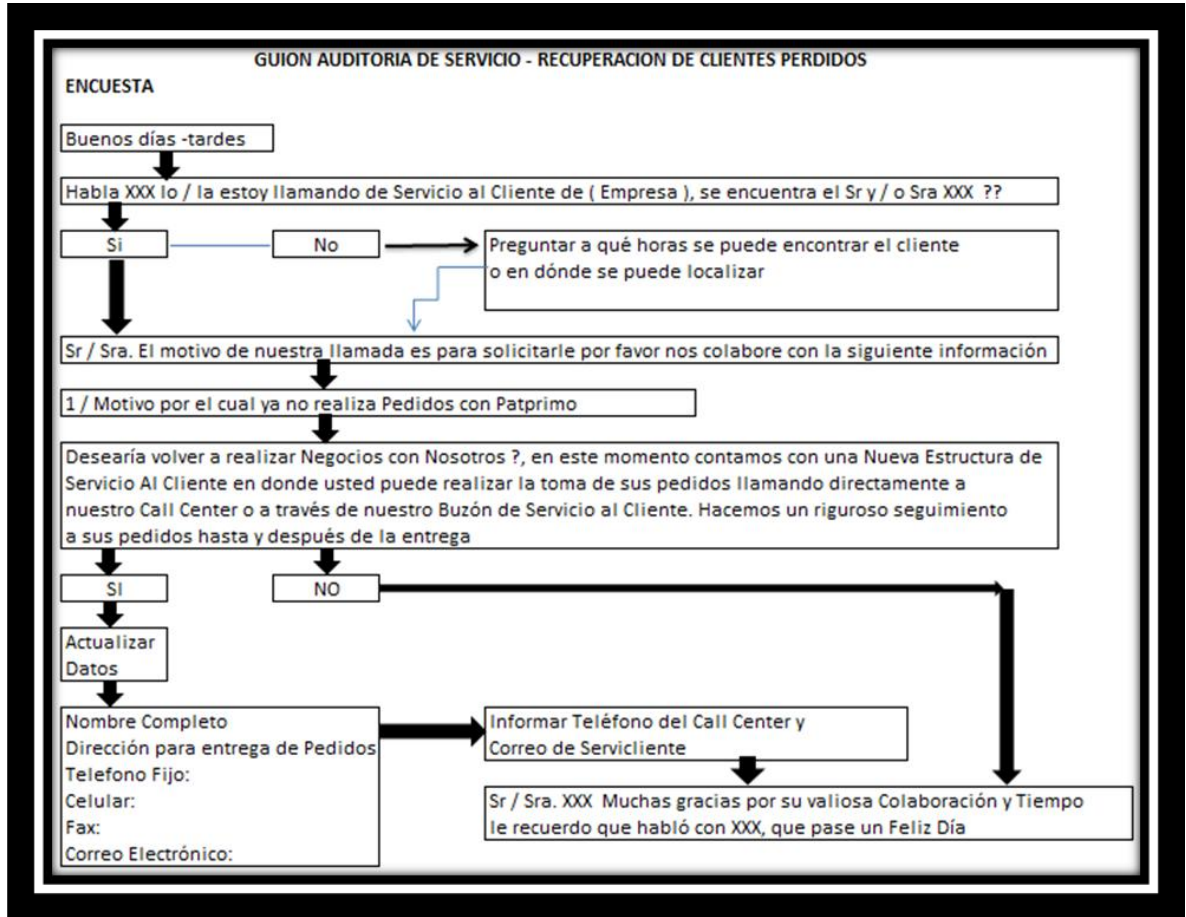 GUION AUDITORIA DE SERVICIO - RECUPERACION DE CLIENTES PERDIDOS
ENCUESTA
Buenos días -tardes
Habla XXX lo / la estoy llamando de Servicio al Cliente de ( Empresa ), se encuentra el Sr y / o Sra XXX ??
Si
No
Preguntar a qué horas se puede encontrar el cliente
o en dónde se puede localizar
Sr / Sra. El motivo de nuestra llamada es para solicitarle por favor nos colabore con la siguiente información
1 / Motivo por el cual ya no realiza Pedidos con Patprimo
Desearía volver a realizar Negocios con Nosotros ?, en este momento contamos con una Nueva Estructura de
Servicio Al Cliente en donde usted puede realizar la toma de sus pedidos llamando directamente a
nuestro Call Center o a través de nuestro Buzón de Servicio al Cliente. Hacemos un riguroso seguimiento
a sus pedidos hasta y después de la entrega
SI
NO
Actualizar
Datos
Nombre Completo
Dirección para entrega de Pedidos
Telefono Fijo:
Celular:
Fax:
Correo Electrónico:
Informar Teléfono del Call Center y
Correo de Servicliente
Sr / Sra. XXX Muchas gracias por su valiosa Colaboración y Tiempo
le recuerdo que habló con XXX, que pase un Feliz Día